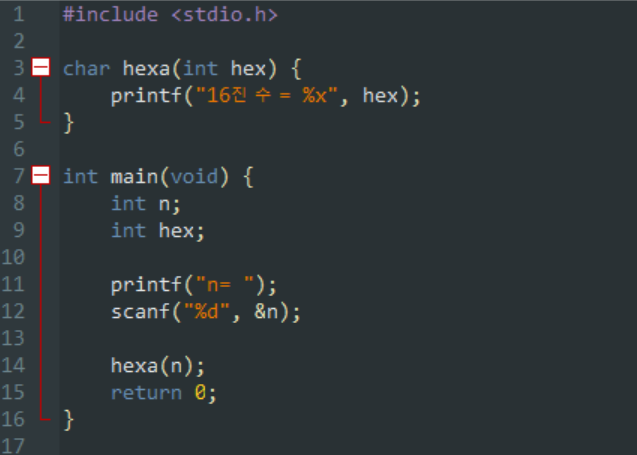 1 #include <stdio.h>
2
3 char hexa(int hex) {
4 printf("16진 수 = %x", hex);
5 }
6
7 int main(void) {
8 int n;
9 int hex;
10
11 printf("n= ");
12 scanf("%d", &n);
13
14 hexa(n);
15 return 0;
16 }
17